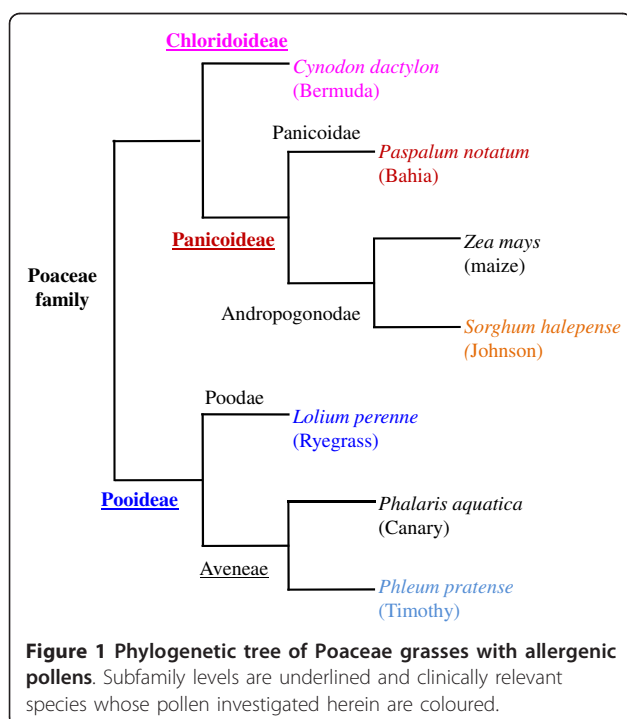 Chloridoideae
Cynodon dactylon
(Bermuda)
Panicoidae
Paspalum notatum
(Bahia)
Panicoideae
Zea mays
(maize)
Poaceae
family
Andropogonodae
Sorghum halepense
(Johnson)
Poodae
Lolium perenne
(Ryegrass)
Pooideae
Phalaris aquatica
(Canary)
Aveneae
Phleum pratense
(Timothy)
Figure 1 Phylogenetic tree of Poaceae grasses with allergenic
pollens. Subfamily levels are underlined and clinically relevant
species whose pollen investigated herein are coloured.